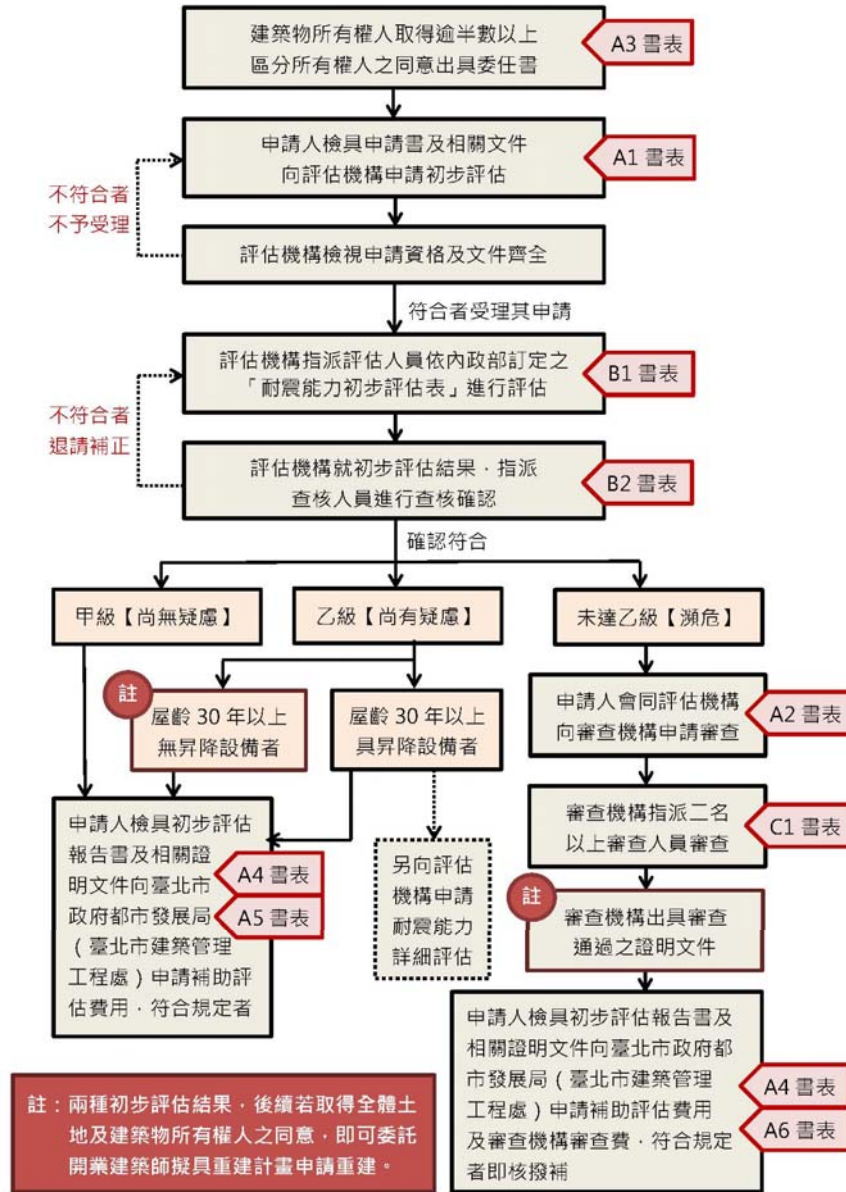 建築物所有權人取得逾半數以上
區分所有權人之同意出具委任書
A3 書表
申請人檢具申請書及相關文件
向評估機構申請初步評估
A1 書表
不符合者
不予受理
評估機構檢視申請資格及文件齊全
符合者受理其申請
評估機構指派評估人員依內政部訂定之
「耐震能力初步評估表」進行評估
B1 書表
不符合者
退請補正
評估機構就初步評估結果，指派
查核人員進行查核確認
B2 書表
確認符合
甲級【尚無疑慮】
乙級【尚有疑慮】
未達乙級【瀕危】
註
屋齡 30 年以上
無昇降設備者
屋齡 30 年以上
具昇降設備者
申請人會同評估機構
向審查機構申請審查
A2 書表
審查機構指派二名
以上審查人員審查
C1 書表
申請人檢具初步評估
報告書及相關證
明文件向臺北市
政府都市發展局
（臺北市建築管理
工程處）申請補助評
估費用，符合規定者
A4 書表
A5 書表
另向評估
機構申請
耐震能力
詳細評估
註
審查機構出具審查
通過之證明文件
申請人檢具初步評估報告書及
相關證明文件向臺北市政府都
市發展局（臺北市建築管理
工程處）申請補助評估費用
及審查機構審查費，符合規定
者即核撥補
A4 書表
A6 書表
註：兩種初步評估結果，後續若取得全體土
地及建築物所有權人之同意，即可委託
開業建築師擬具重建計畫申請重建。